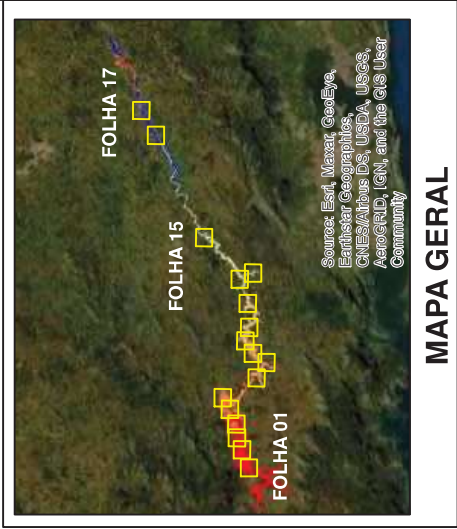 FOLHA 17
FOLHA 15
FOLHA 01
Source: Esri, Maxar, GeoEye,
Earthstar Geographics,
CNES/Airbus DS, USDA, USGS,
AeroGRID, IGN, and the GIS User
Community
MAPA GERAL